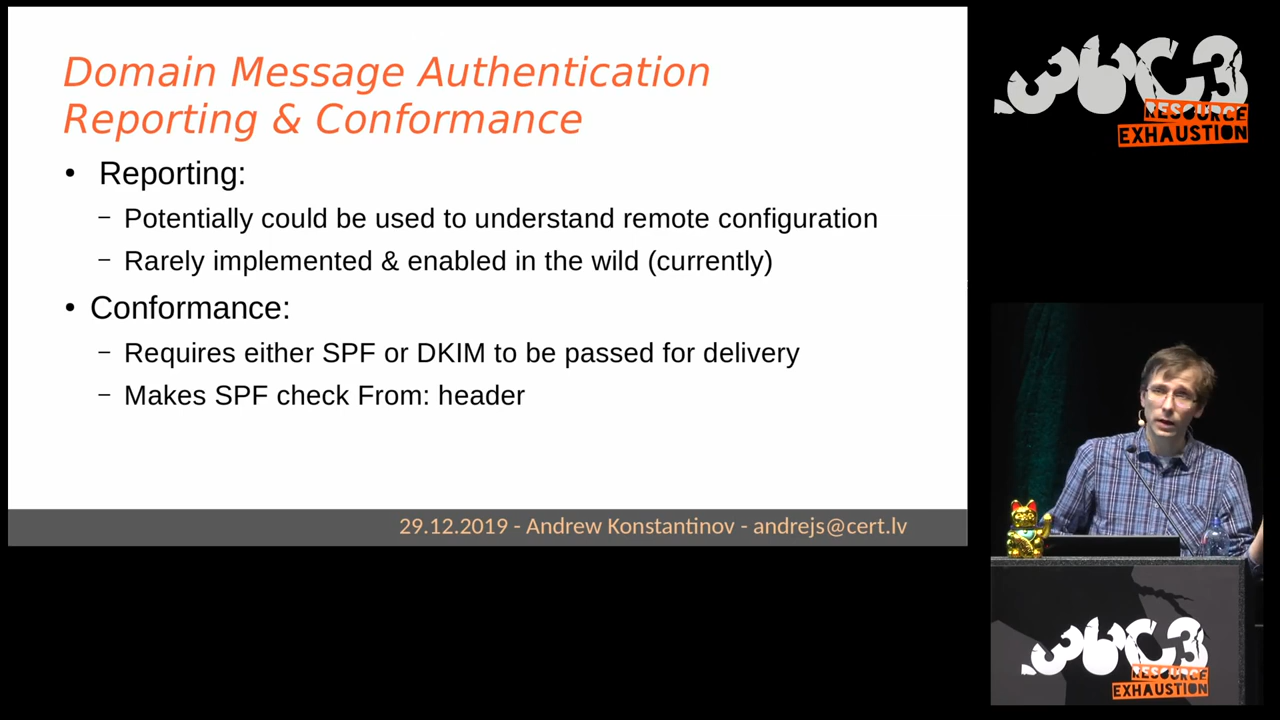 Domain Message Authentication
Reporting & Conformance
• Reporting:
– Potentially could be used to understand remote configuration
– Rarely implemented & enabled in the wild (currently)
• Conformance:
– Requires either SPF or DKIM to be passed for delivery
– Makes SPF check From: header
29.12.2019 - Andrew Konstantinov - andrejs@cert.lv
36C3
RESOURCE
EXHAUSTION
36C3
RESOURCE
EXHAUSTION